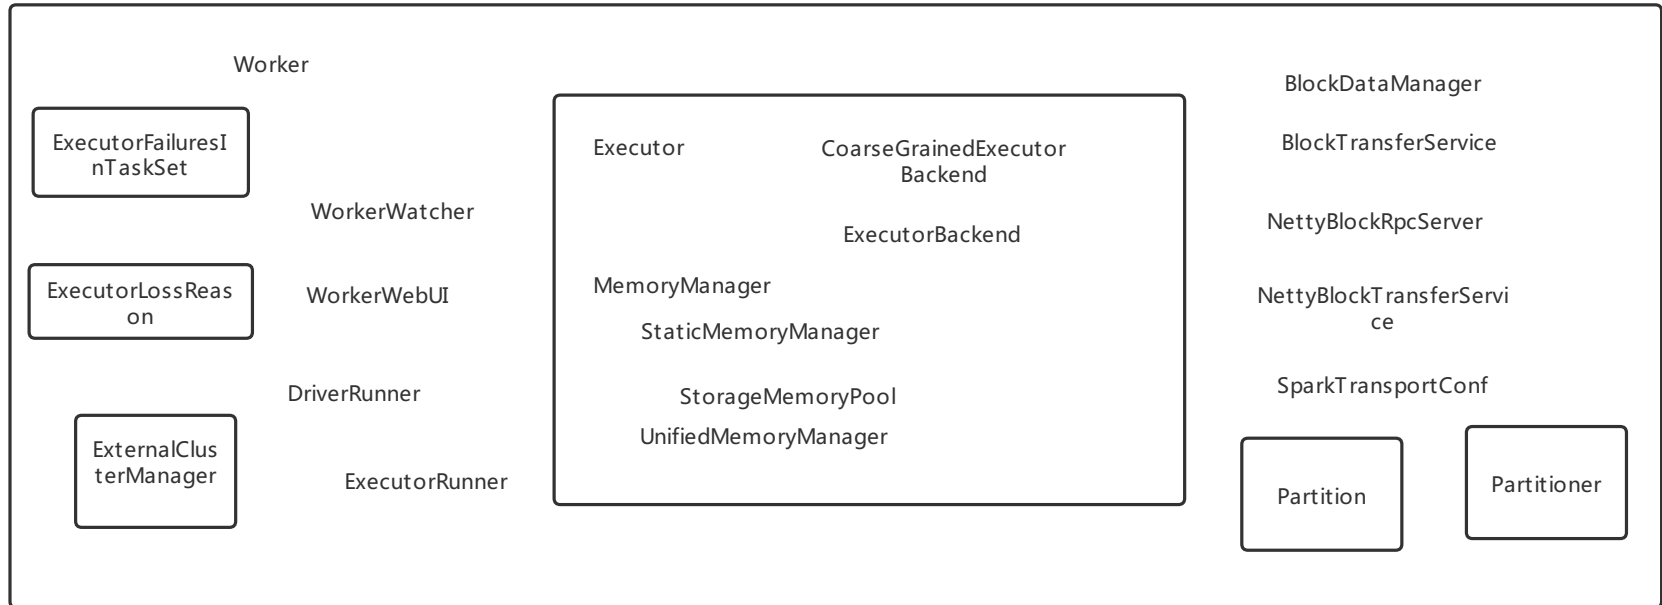 Worker
ExecutorFailuresI
nTaskSet
WorkerWatcher
ExecutorLossReas
on
WorkerWebUI
DriverRunner
ExternalClus
terManager
ExecutorRunner
Executor
CoarseGrainedExecutor
Backend
ExecutorBackend
MemoryManager
StaticMemoryManager
StorageMemoryPool
UnifiedMemoryManager
BlockDataManager
BlockTransferService
NettyBlockRpcServer
NettyBlockTransferServi
ce
SparkTransportConf
Partition
Partitioner